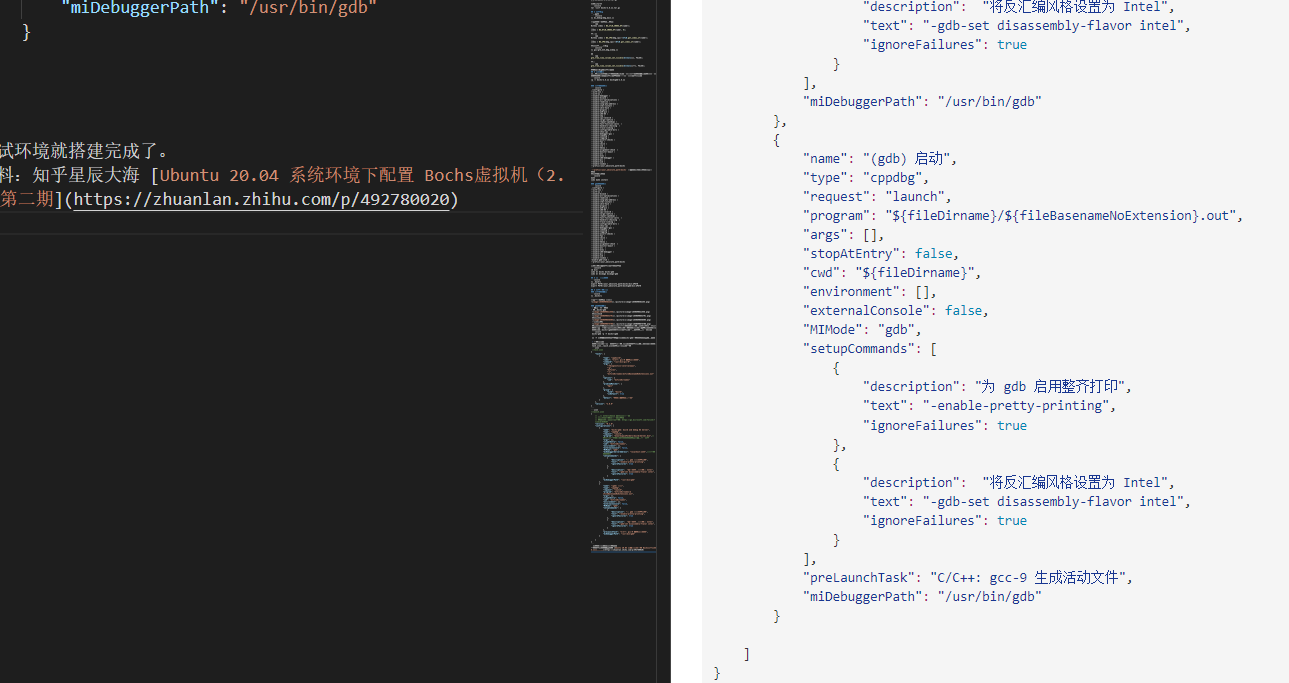 "miDebuggerPath": "/usr/bin/gdb"
}
试环境就搭建完成了。
料：知乎星辰大海 [Ubuntu 20.04 系统环境下配置 Bochs虚拟机（2.
第二期](https://zhuanlan.zhihu.com/p/492780020)
"description":  "将反汇编风格设置为 Intel",
"text": "-gdb-set disassembly-flavor intel",
"ignoreFailures": true
}
],
"miDebuggerPath": "/usr/bin/gdb"
},
{
"name": "(gdb) 启动",
"type": "cppdbg",
"request": "launch",
"program": "${fileDirname}/${fileBasenameNoExtension}.out",
"args": [],
"stopAtEntry": false,
"cwd": "${fileDirname}",
"environment": [],
"externalConsole": false,
"MIMode": "gdb",
"setupCommands": [
{
"description": "为 gdb 启用整齐打印",
"text": "-enable-pretty-printing",
"ignoreFailures": true
},
{
"description":  "将反汇编风格设置为 Intel",
"text": "-gdb-set disassembly-flavor intel",
"ignoreFailures": true
}
],
"preLaunchTask": "C/C++: gcc-9 生成活动文件",
"miDebuggerPath": "/usr/bin/gdb"
}
]
}